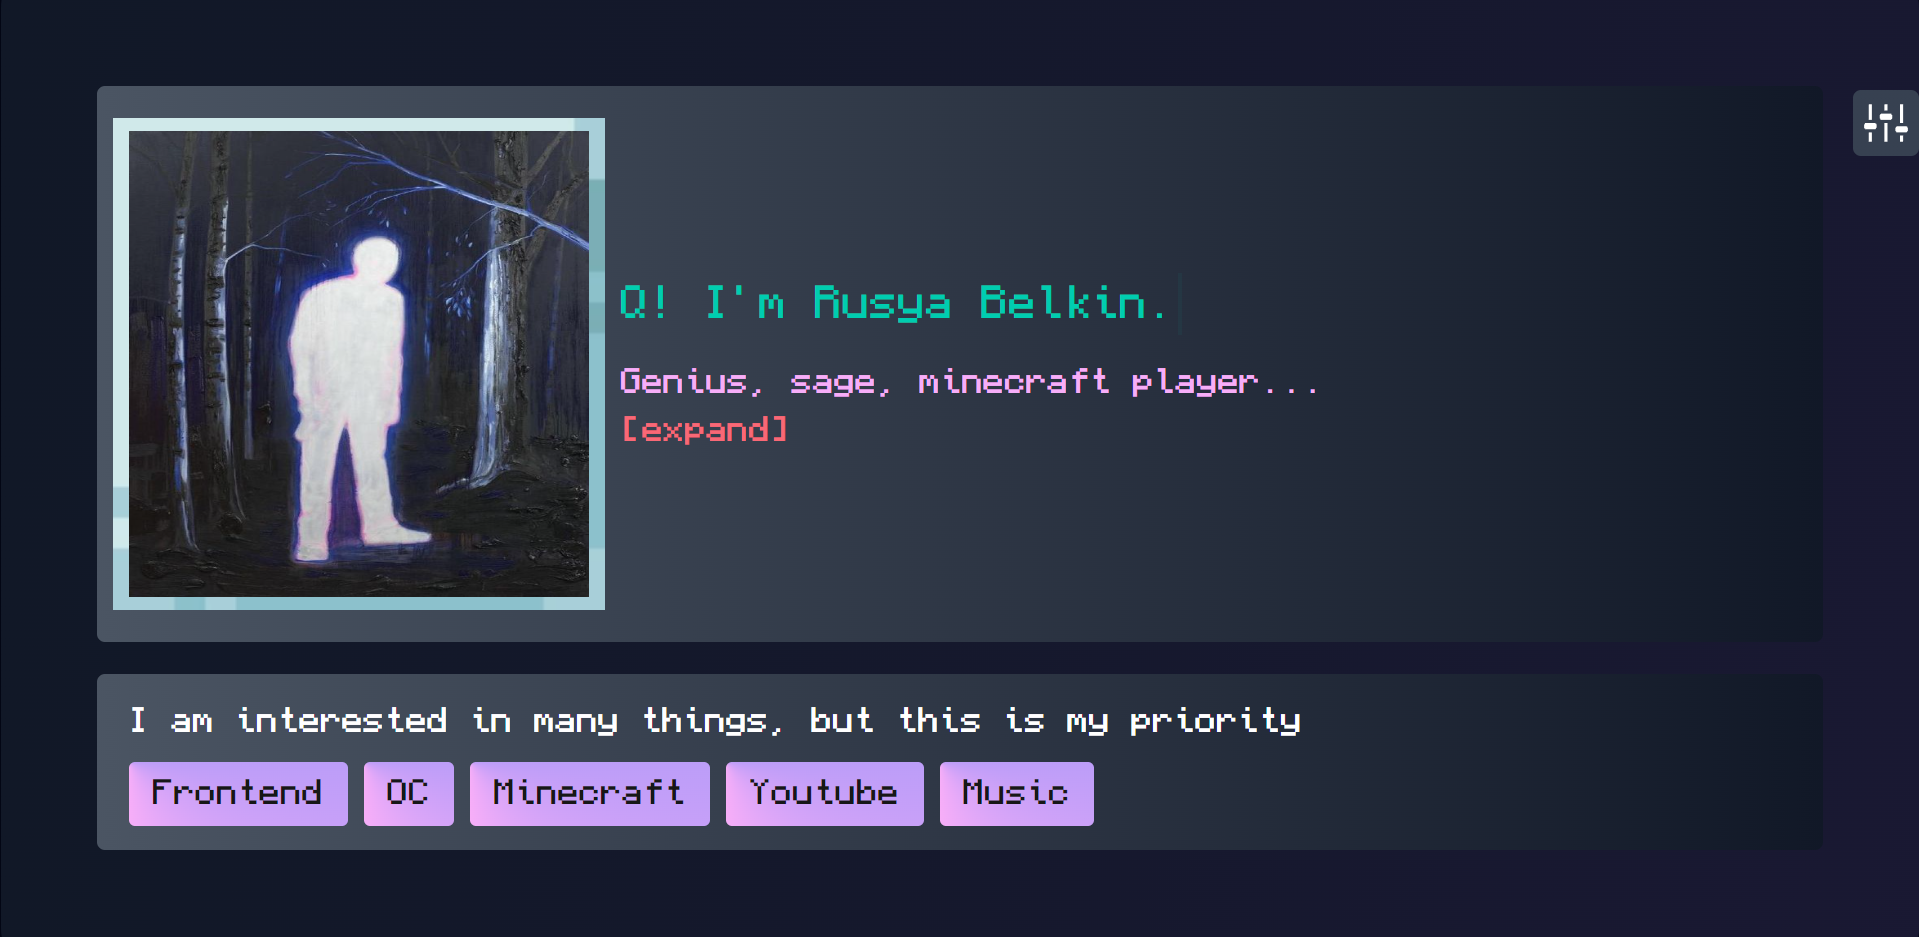 Q! I'm Rusya Belkin.
Genius, sage, minecraft player...
[expand]
I am interested in many things, but this is my priority
Frontend OC Minecraft Youtube Music